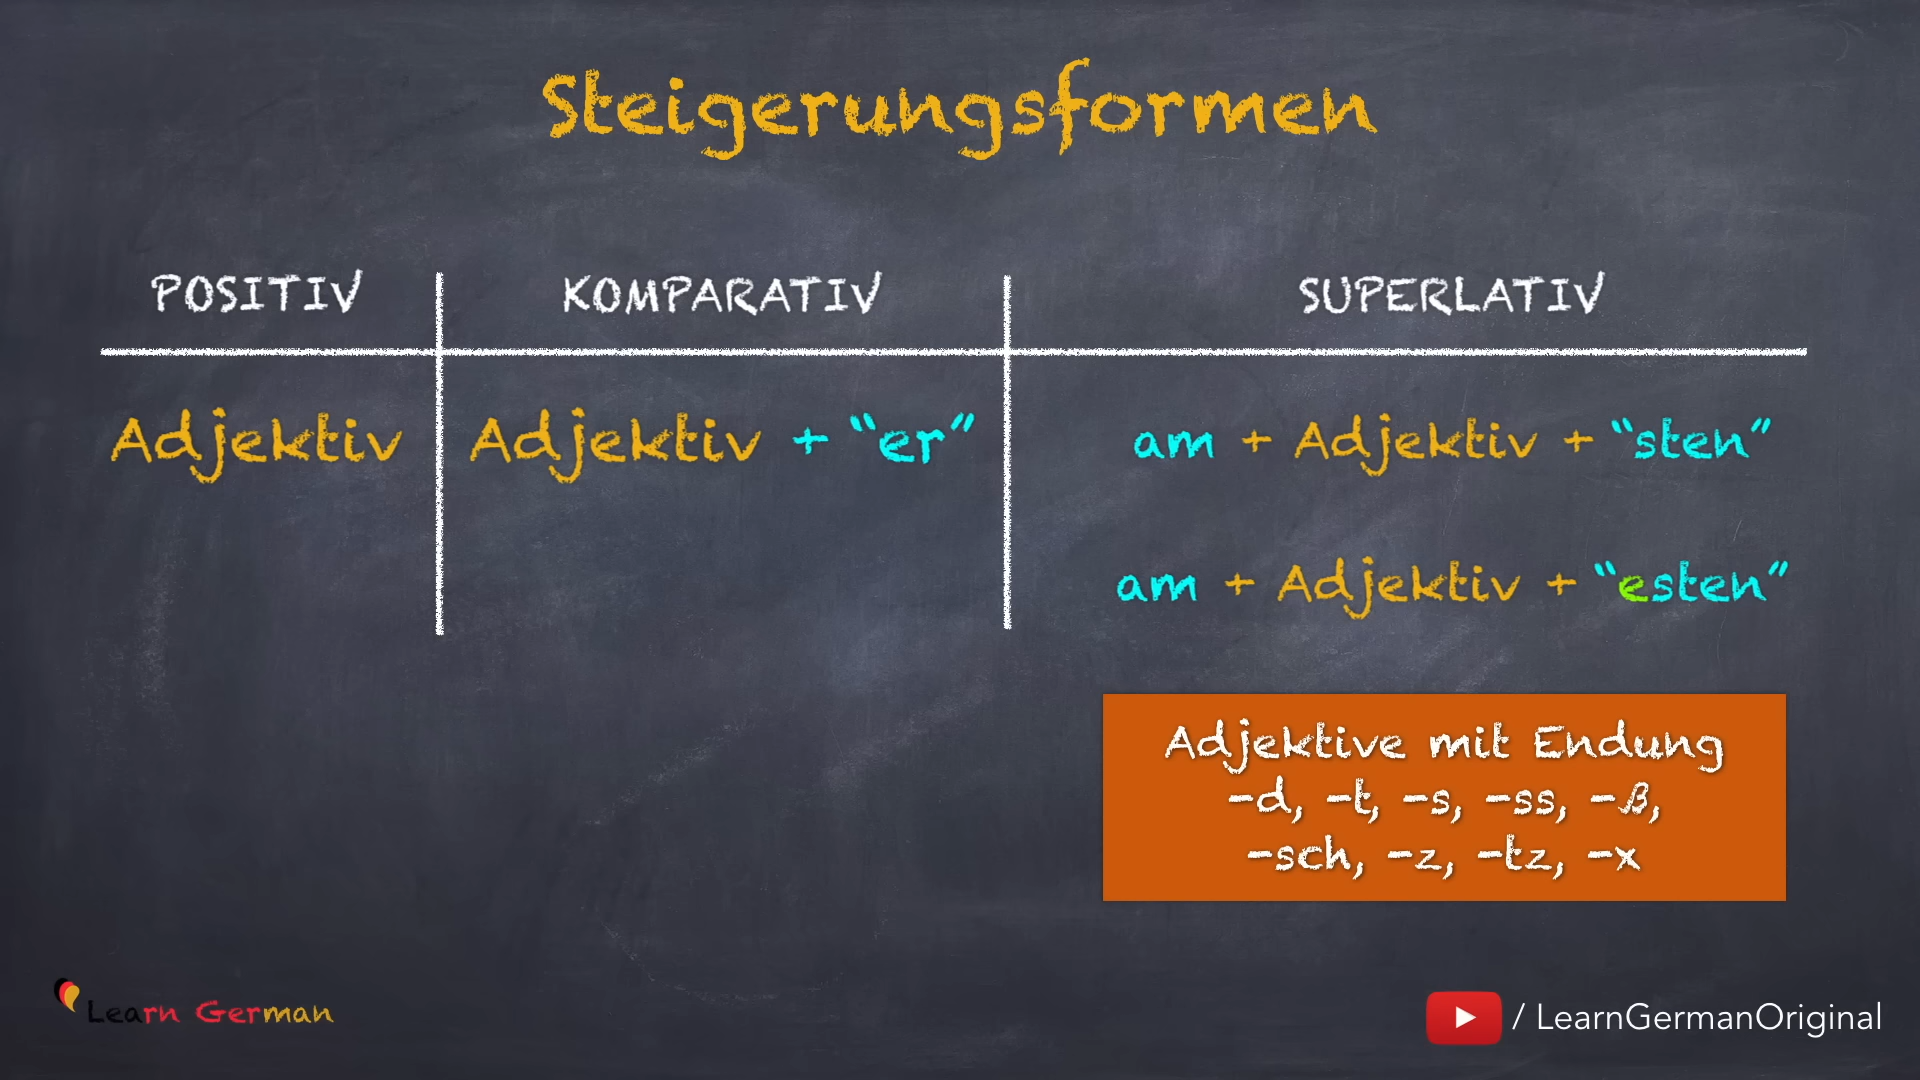 Steigerungsformen
POSITIV KOMPARATIV SUPERLATIV
Adjektiv Adjektiv + “er” am + Adjektiv + “sten”
am + Adjektiv + “esten”
Adjektive mit Endung
-d, -t, -s, -ss, -ß,
-sch, -z, -tz, -x
Learn German
/ LearnGermanOriginal